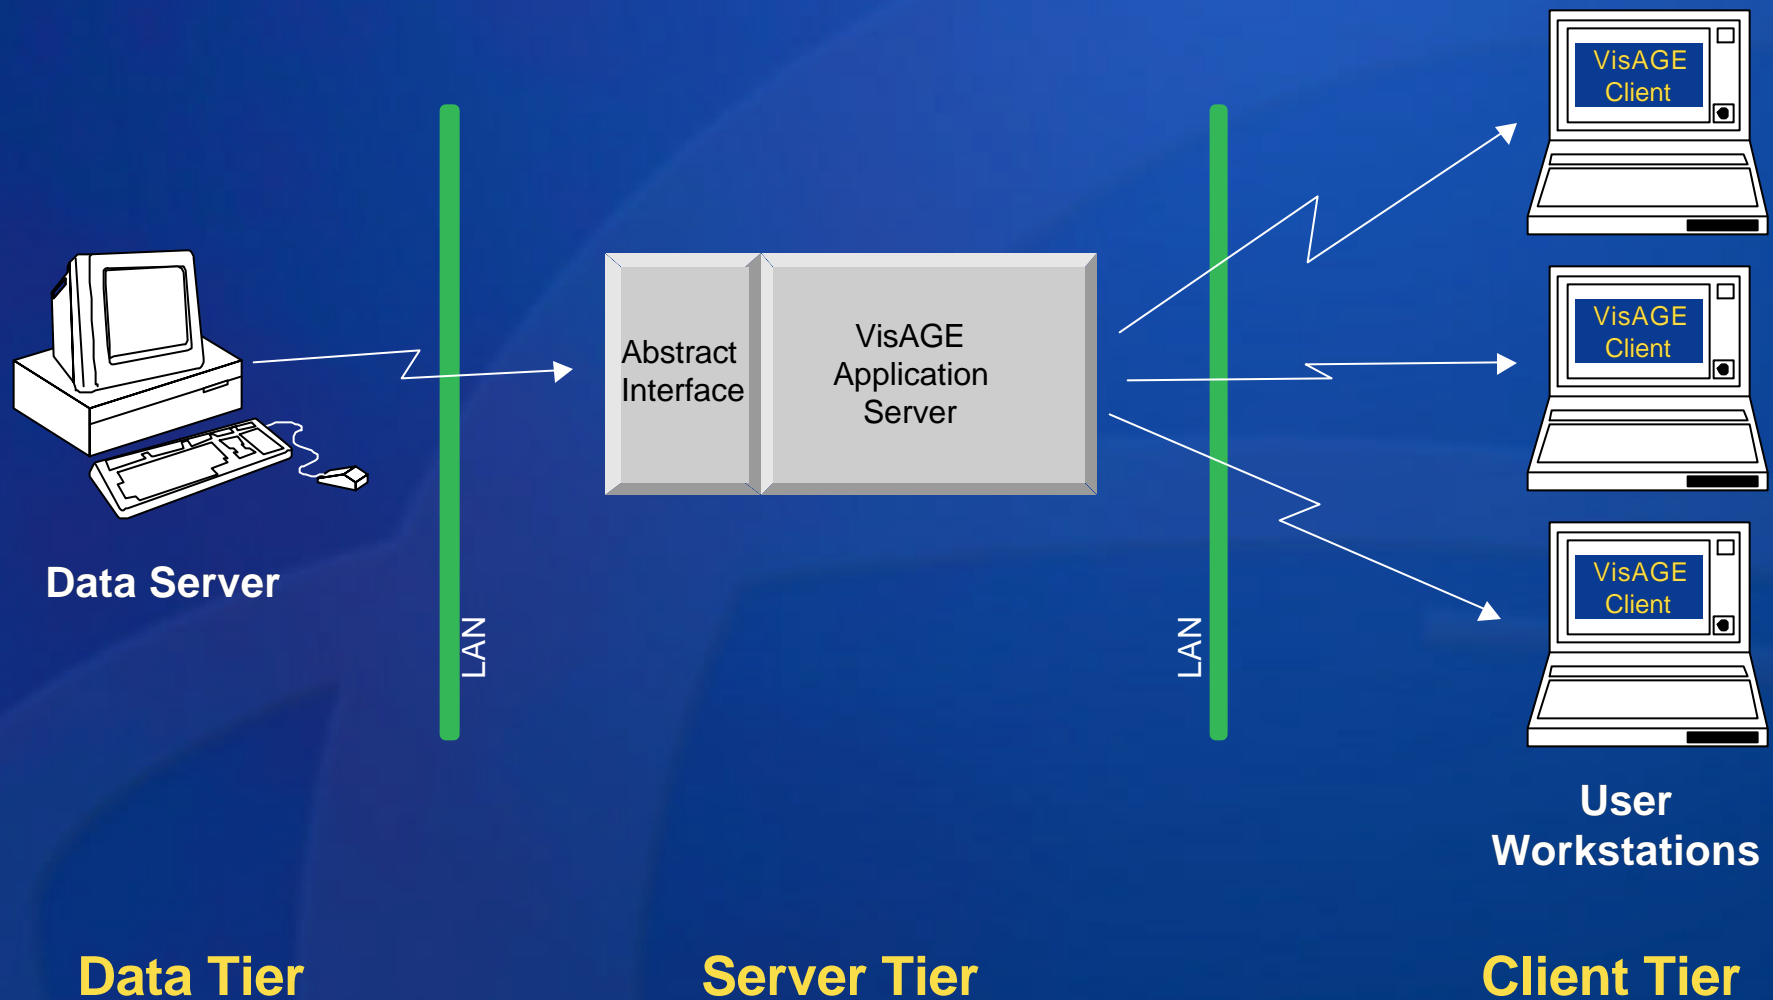 VisAGE
Client
VisAGE
Client
VisAGE
Client
Abstract
Interface
VisAGE
Application
Server
Data Server
LAN
LAN
User
Workstations
Data Tier
Server Tier
Client Tier